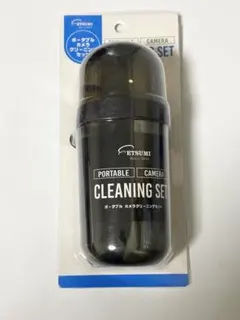 ETSUMI
ポータブル
カメラ
クリーニング
セット
CAMERA
SET
ETSUMI
PORTABLE CAMERA
CLEANING SET
ポータブル カメラクリーニングセット